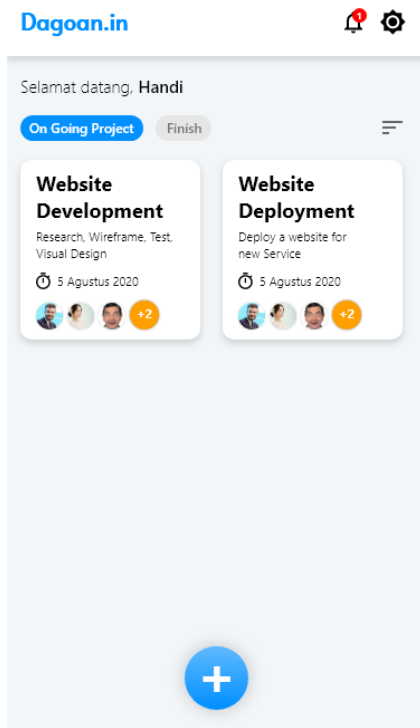 Dagoan.in
1
Selamat datang, Handi
On Going Project
Finish
Website
Development
Research, Wireframe, Test,
Visual Design
5 Agustus 2020
+2
Website
Deployment
Deploy a website for
new Service
5 Agustus 2020
+2